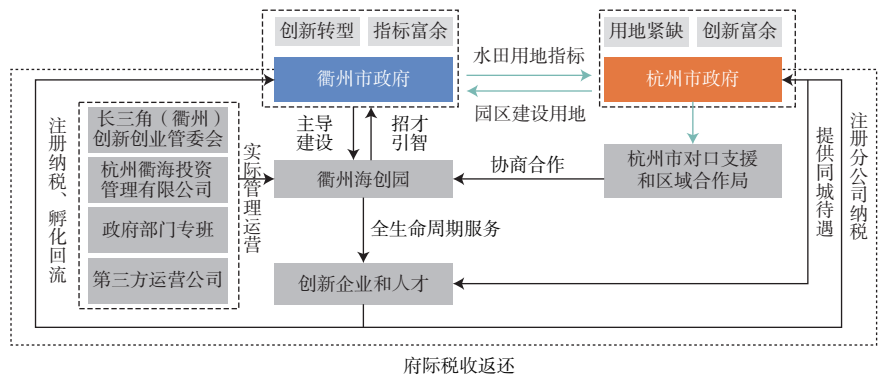 创新转型
指标富余
用地紧缺
创新富余
衢州市政府
水田用地指标
杭州市政府
园区建设用地
注册纳税、孵化回流
长三角（衢州）
创新创业管委会
杭州衢海投资
管理有限公司
政府部门专班
第三方运营公司
实际管理运营
主导
建设
招才
引智
衢州海创园
协商合作
杭州市对口支援
和区域合作局
提供同城待遇
注册分公司纳税
全生命周期服务
创新企业和人才
府际税收返还